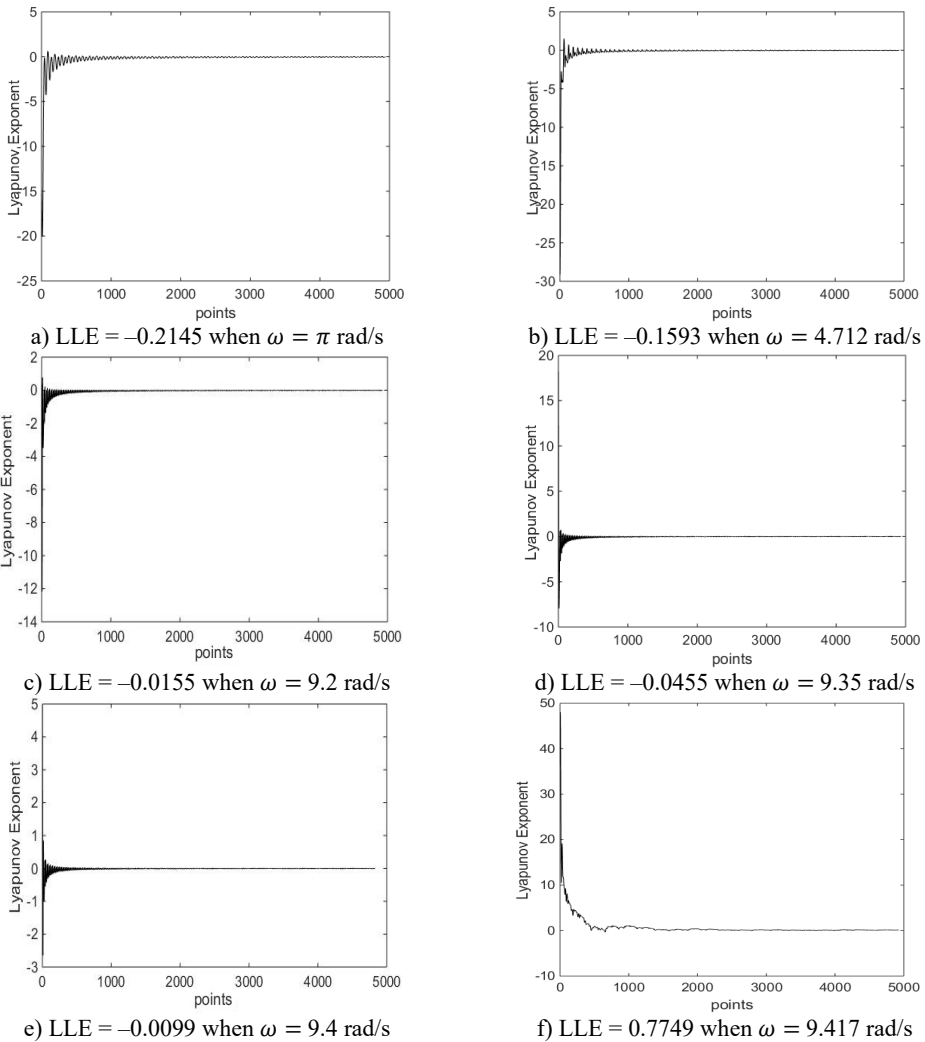 5
0
-5
-10
-15
-20
-25
Lyapunov,Exponent
0 1000 2000 3000 4000 5000
points
a) LLE = –0.2145 when ω = π rad/s
5
0
-5
-10
-15
-20
-25
-30
Lyapunov Exponent
0 1000 2000 3000 4000 5000
points
b) LLE = –0.1593 when ω = 4.712 rad/s
2
0
-2
-4
-6
-8
-10
-12
-14
Lyapunov Exponent
0 1000 2000 3000 4000 5000
points
c) LLE = –0.0155 when ω = 9.2 rad/s
20
15
10
5
0
-5
-10
Lyapunov Exponent
0 1000 2000 3000 4000 5000
points
d) LLE = –0.0455 when ω = 9.35 rad/s
5
4
3
2
1
0
-1
-2
-3
Lyapunov Exponent
0 1000 2000 3000 4000 5000
points
e) LLE = –0.0099 when ω = 9.4 rad/s
50
40
30
20
10
0
-10
Lyapunov Exponent
0 1000 2000 3000 4000 5000
points
f) LLE = 0.7749 when ω = 9.417 rad/s